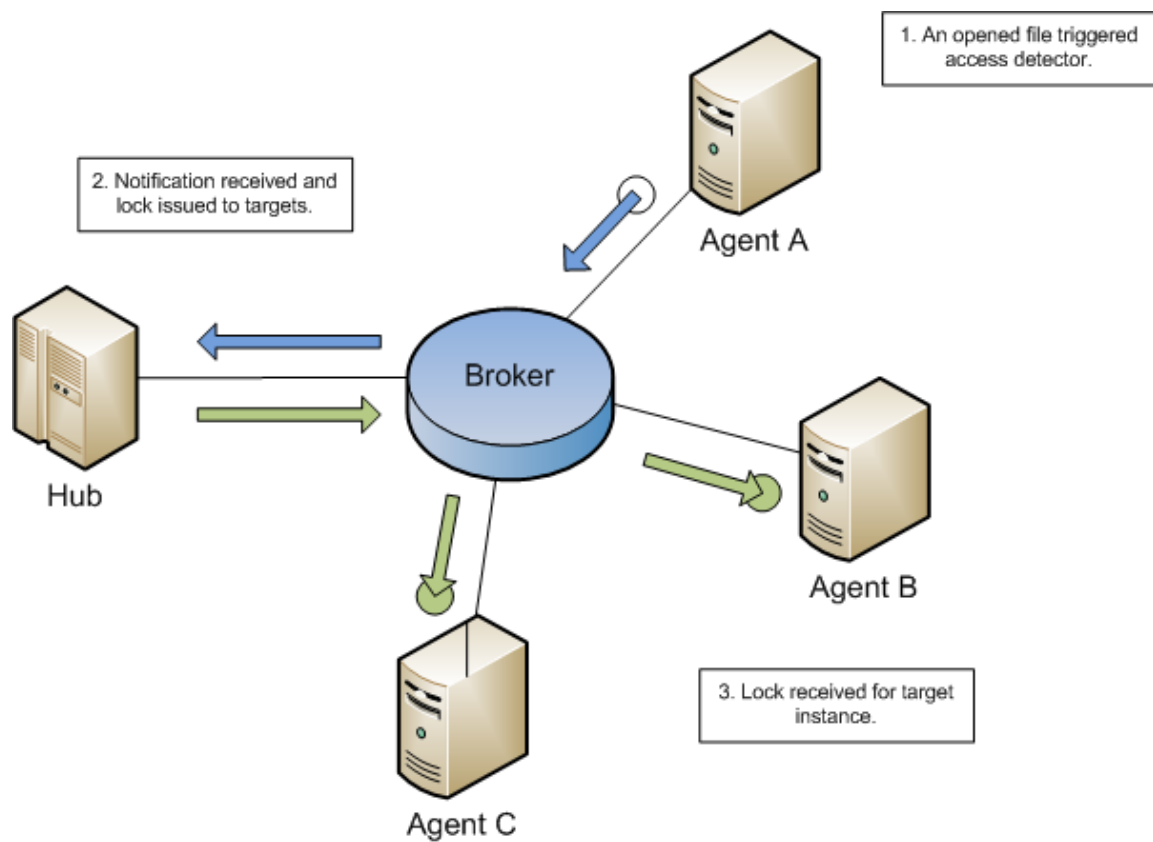 1. An opened file triggered
access detector.
Agent A
2. Notification received and
lock issued to targets.
Broker
Hub
Agent B
3. Lock received for target
instance.
Agent C